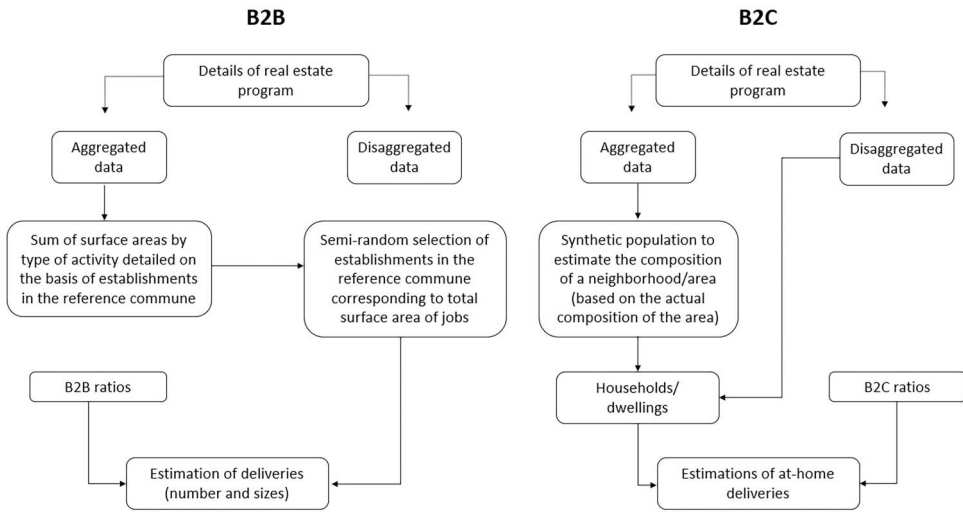 B2B
Details of real estate
program
Aggregated
data
Disaggregated
data
Sum of surface areas by
type of activity detailed on
the basis of establishments
in the reference commune
Semi-random selection of
establishments in the
reference commune
corresponding to total
surface area of jobs
B2B ratios
Estimation of deliveries
(number and sizes)
B2C
Details of real estate
program
Aggregated
data
Disaggregated
data
Synthetic population to
estimate the composition
of a neighborhood/area
(based on the actual
composition of the area)
Households/
dwellings
B2C ratios
Estimations of at-home
deliveries